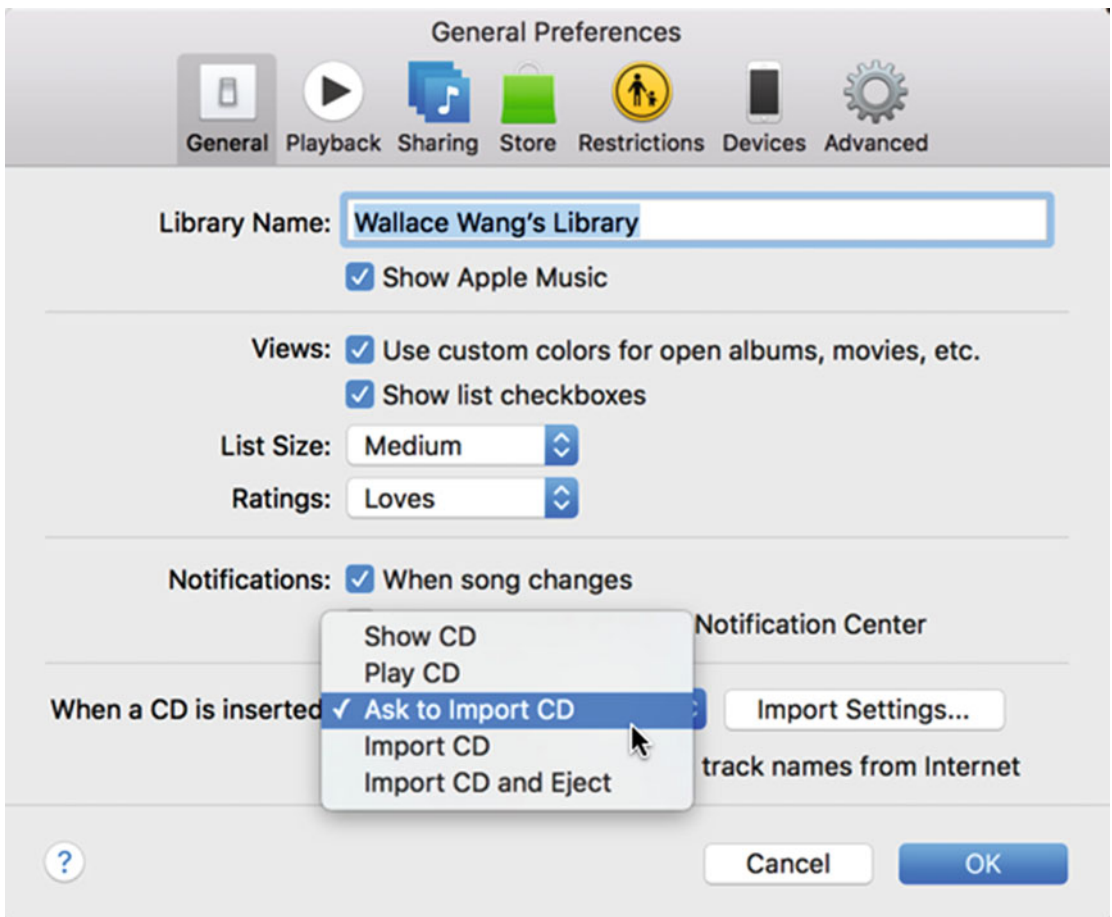 General Preferences
General Playback Sharing Store Restrictions Devices Advanced
Library Name: Wallace Wang’s Library
Show Apple Music
Views: Use custom colors for open albums, movies, etc.
Show list checkboxes
List Size: Medium
Ratings: Loves
Notifications: When song changes
Notification Center
Show CD
Play CD
When a CD is inserted ✓ Ask to Import CD Import Settings...
Import CD
track names from Internet
Import CD and Eject
? Cancel OK